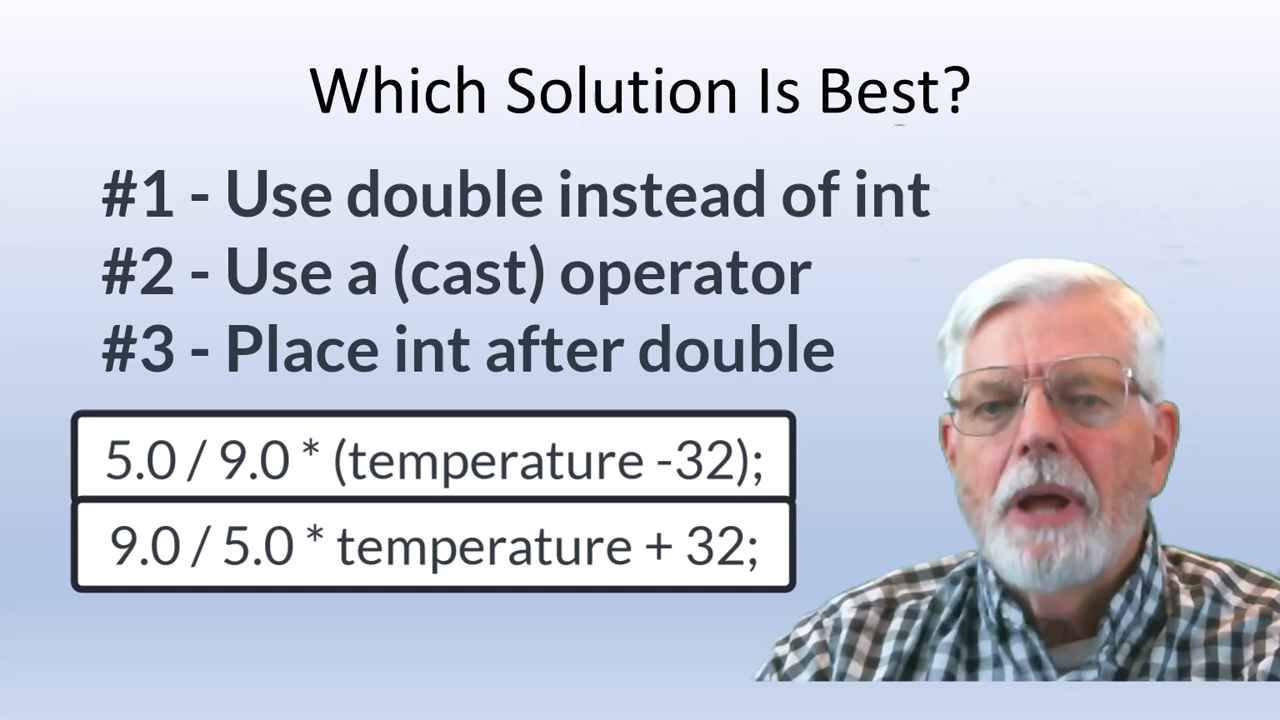 Which Solution Is Best?
#1 - Use double instead of int
#2 - Use a (cast) operator
#3 - Place int after double
5.0 / 9.0 * (temperature -32);
9.0 / 5.0 * temperature + 32;